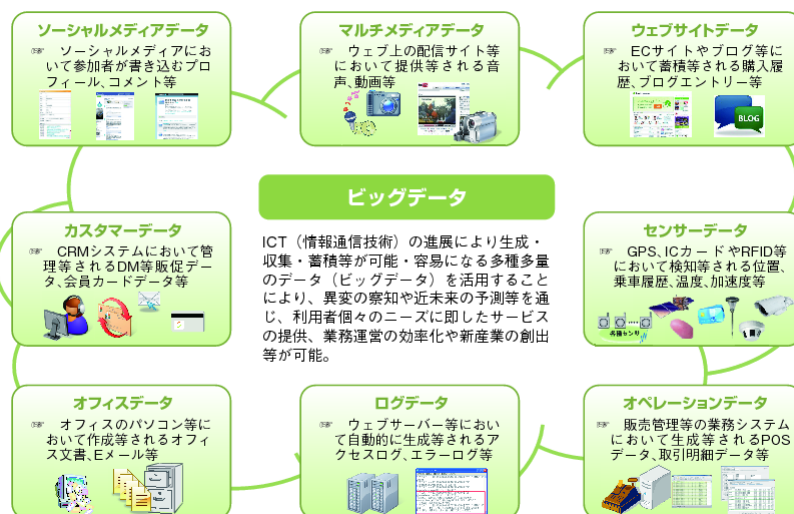 ソーシャルメディアデータ
ソーシャルメディアにお
いて参加者が書き込むプロ
フィール、コメント等
マルチメディアデータ
ウェブ上の配信サイト等
において提供等される音
声、動画等
ウェブサイトデータ
ECサイトやブログ等に
おいて蓄積等される購入履
歴、ブログエントリー等
BLOG
カスタマーデータ
CRMシステムにおいて管
理等されるDM等販促デー
タ、会員カードデータ等
ビッグデータ
ICT（情報通信技術）の進展により生成・
収集・蓄積等が可能・容易になる多種多量
のデータ（ビッグデータ）を活用すること
により、異変の察知や近未来の予測等を通
じ、利用者個々のニーズに即したサービス
の提供、業務運営の効率化や新産業の創出
等が可能。
センサーデータ
GPS、ICカードやRFID等
において検知等される位置、
乗車履歴、温度、加速度等
各種センサ
オフィスデータ
オフィスのパソコン等に
おいて作成等されるオフィ
ス文書、Eメール等
ログデータ
ウェブサーバー等におい
て自動的に生成等されるア
クセスログ、エラーログ等
オペレーションデータ
販売管理等の業務システム
において生成等されるPOS
データ、取引明細データ等